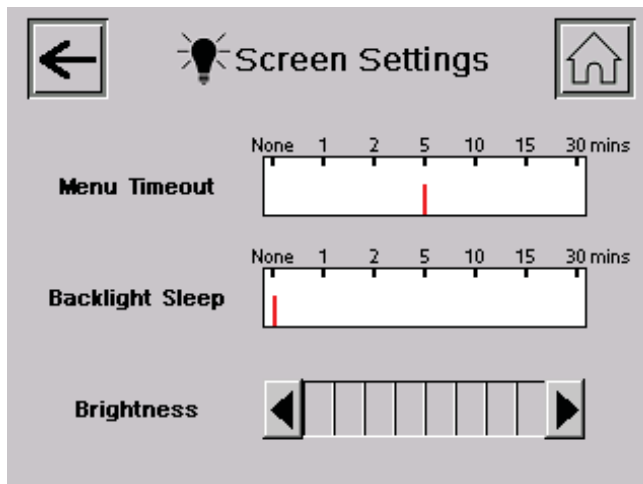 Screen Settings
None 1 2 5 10 15 30 mins
Menu Timeout
None 1 2 5 10 15 30 mins
Backlight Sleep
Brightness